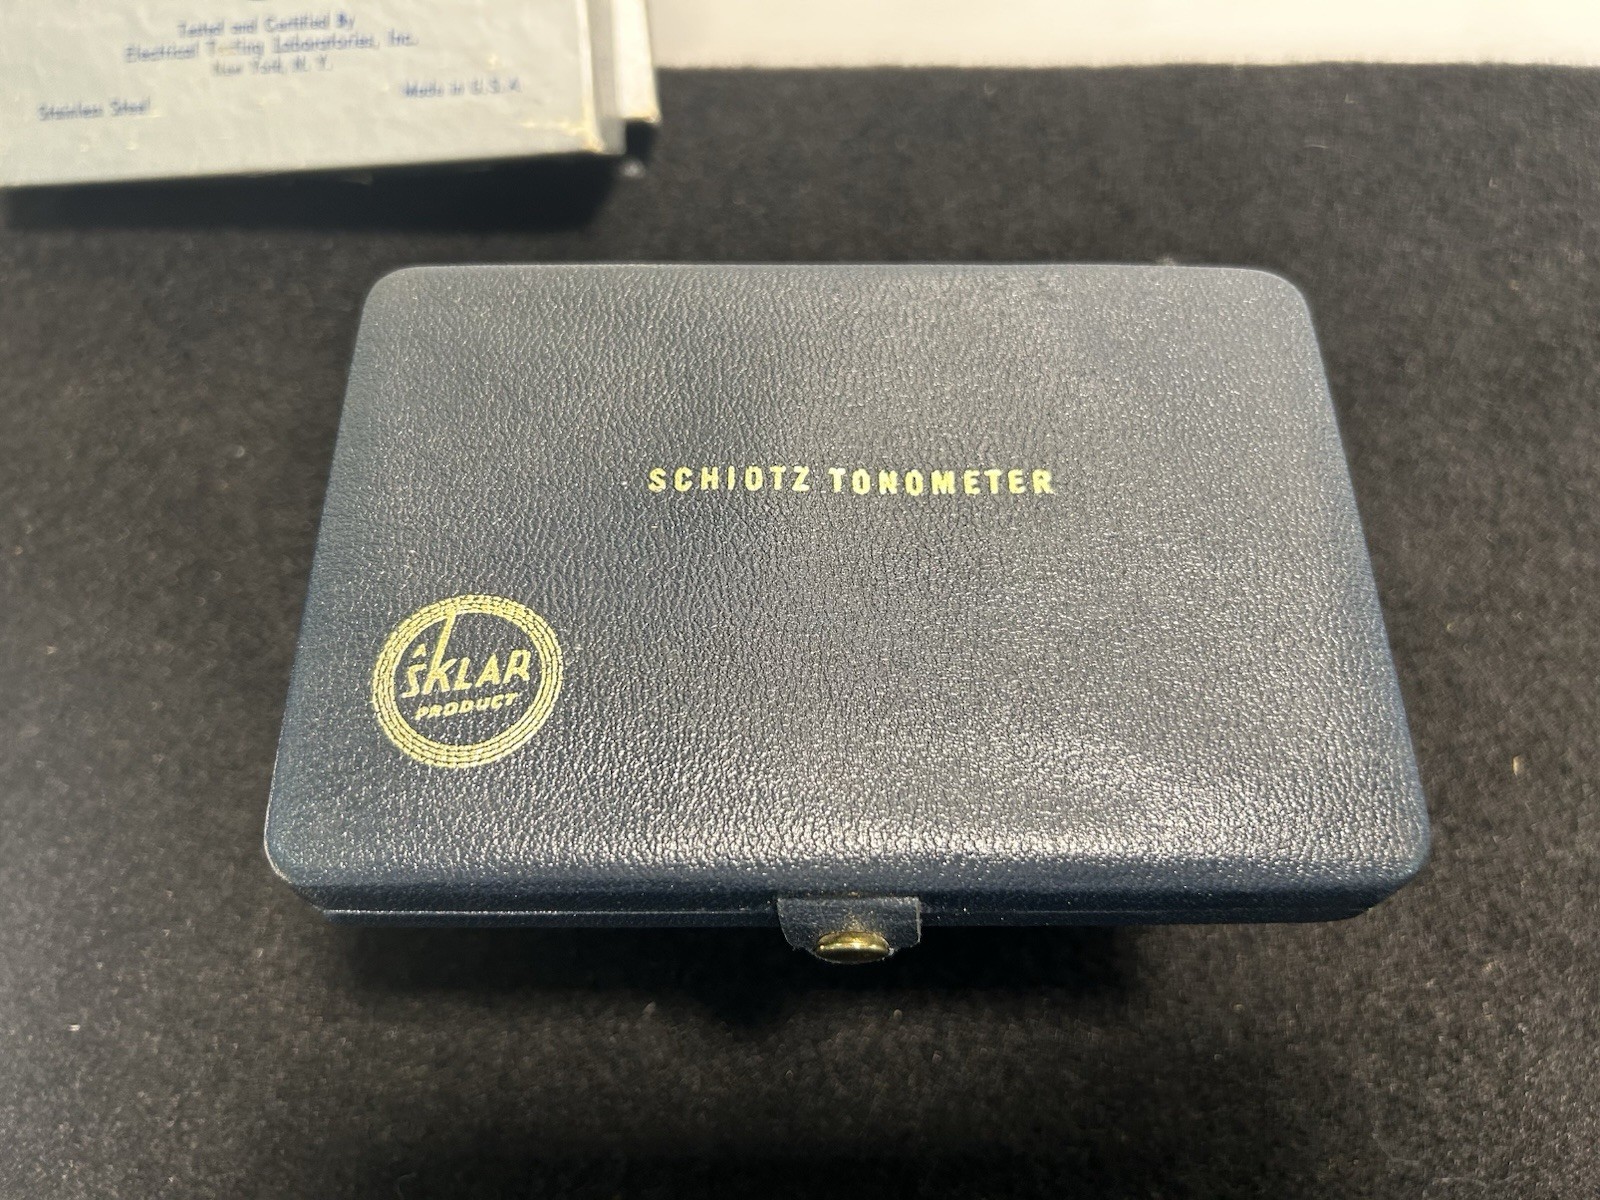 Tested and Certified By
Electrical Testing Laboratories, Inc.
New York, N. Y.
Made in U.S.A.
Stainless Steel
SCHIOTZ TONOMETER
A
SKLAR
PRODUCT